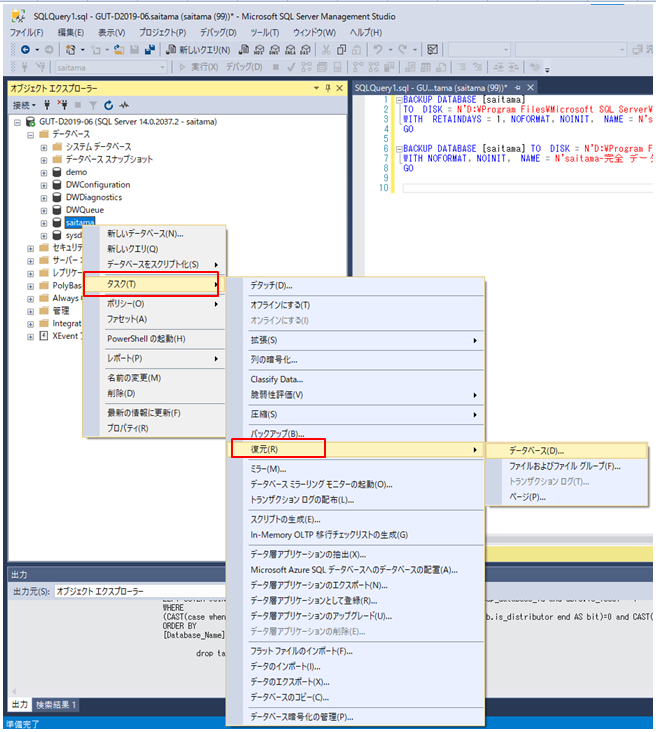 SQLQuery1.sql - GUT-D2019-06.saitama (saitama (99))* - Microsoft SQL Server Management Studio
ファイル(F) 編集(E) 表示(V) プロジェクト(P) デバッグ(D) ツール(T) ウィンドウ(W) ヘルプ(H)
新しいクエリ(N)
saitama 実行(X) デバッグ(D)
オブジェクト エクスプローラー
接続
GUT-D2019-06 (SQL Server 14.0.2037.2 - saitama)
データベース
システム データベース
データベース スナップショット
demo
DWConfiguration
DWDiagnostics
DWQueue
saitama
sysd
セキュリテ
サーバー
レプリケー
PolyBase
Always O
管理
Integrat
XEvent
新しいデータベース(N)...
新しいクエリ(Q)
データベースをスクリプト化(S)
タスク(T)
ポリシー(O)
ファセット(A)
PowerShell の起動(H)
レポート(P)
名前の変更(M)
削除(D)
最新の情報に更新(F)
プロパティ(R)
デタッチ(D)...
オフラインにする(T)
オンラインにする(I)
拡張(S)
列の暗号化...
Classify Data...
脆弱性評価(V)
圧縮(S)
バックアップ(B)...
復元(R)
ミラー(M)...
データベース ミラーリング モニターの起動(O)...
トランザクション ログの配布(L)...
スクリプトの生成(E)...
In-Memory OLTP 移行チェックリストの生成(G)
データ層アプリケーションの抽出(X)...
Microsoft Azure SQL データベースへのデータベースの配置(A)...
データ層アプリケーションのエクスポート(N)...
データ層アプリケーションとして登録(R)...
データ層アプリケーションのアップグレード(U)...
データ層アプリケーションの削除(E)...
フラット ファイルのインポート(F)...
データのインポート(I)...
データのエクスポート(X)...
データベースのコピー(C)...
データベース暗号化の管理(P)...
データベース(D)...
ファイルおよびファイル グループ(F)...
トランザクション ログ(T)...
ページ(P)...
SQLQuery1.sql - GU...tama (saitama (99))*
1 BACKUP DATABASE [saitama]
2 TO DISK = N'D:¥Program Files¥Microsoft SQL Server¥
3 WITH RETAINDAYS = 1, NOFORMAT, NOINIT, NAME = N's
4 GO
5
6 BACKUP DATABASE [saitama] TO DISK = N'D:¥Program F
7 WITH NOFORMAT, NOINIT, NAME = N'saitama-完全 デー
8 GO
9
10
出力
出力元(S): オブジェクト エクスプローラー
WHERE
(CAST(case when b.is_distributor end AS bit)=0 and CAST(
ORDER BY
[Database_Name]
drop ta
出力 検索結果 1
準備完了